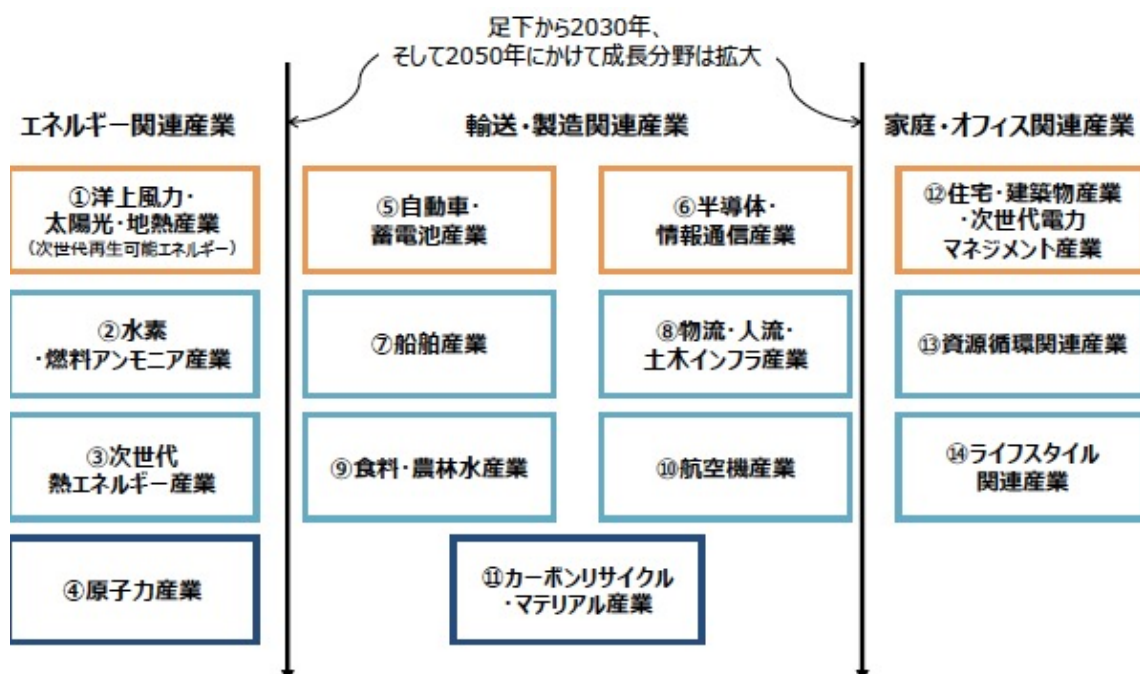 足下から2030年、
そして2050年にかけて成長分野は拡大
エネルギー関連産業
輸送・製造関連産業
家庭・オフィス関連産業
①洋上風力・
太陽光・地熱産業
（次世代再生可能エネルギー）
②水素
・燃料アンモニア産業
③次世代
熱エネルギー産業
④原子力産業
⑤自動車・
蓄電池産業
⑥半導体・
情報通信産業
⑦船舶産業
⑧物流・人流・
土木インフラ産業
⑨食料・農林水産業
⑩航空機産業
⑪カーボンリサイクル
・マテリアル産業
⑫住宅・建築物産業
・次世代電力
マネジメント産業
⑬資源循環関連産業
⑭ライフスタイル
関連産業